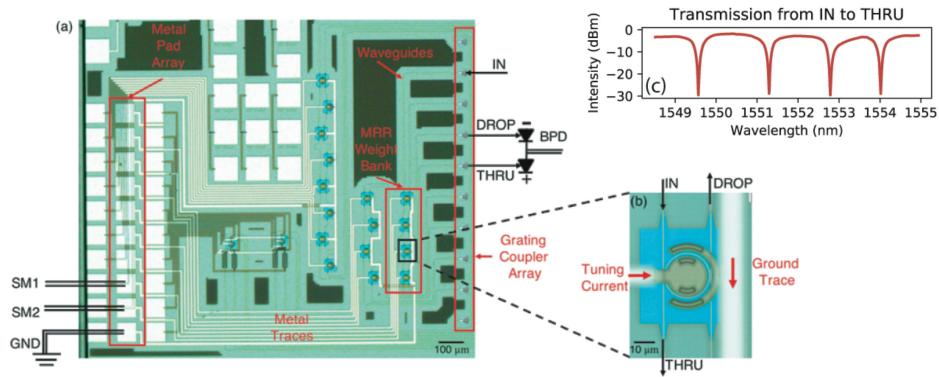 (a)
Metal
Pad
Array
Waveguides
IN
DROP
BPD
MRR
Weight
Bank
THRU
Grating
Coupler
Array
SM1
SM2
GND
Metal
Traces
100 µm
Transmission from IN to THRU
Intensity (dBm)
0
−10
−20
−30
(c)
1549 1550 1551 1552 1553 1554 1555
Wavelength (nm)
(b)
IN
DROP
Tuning
Current
Ground
Trace
10 µm
THRU